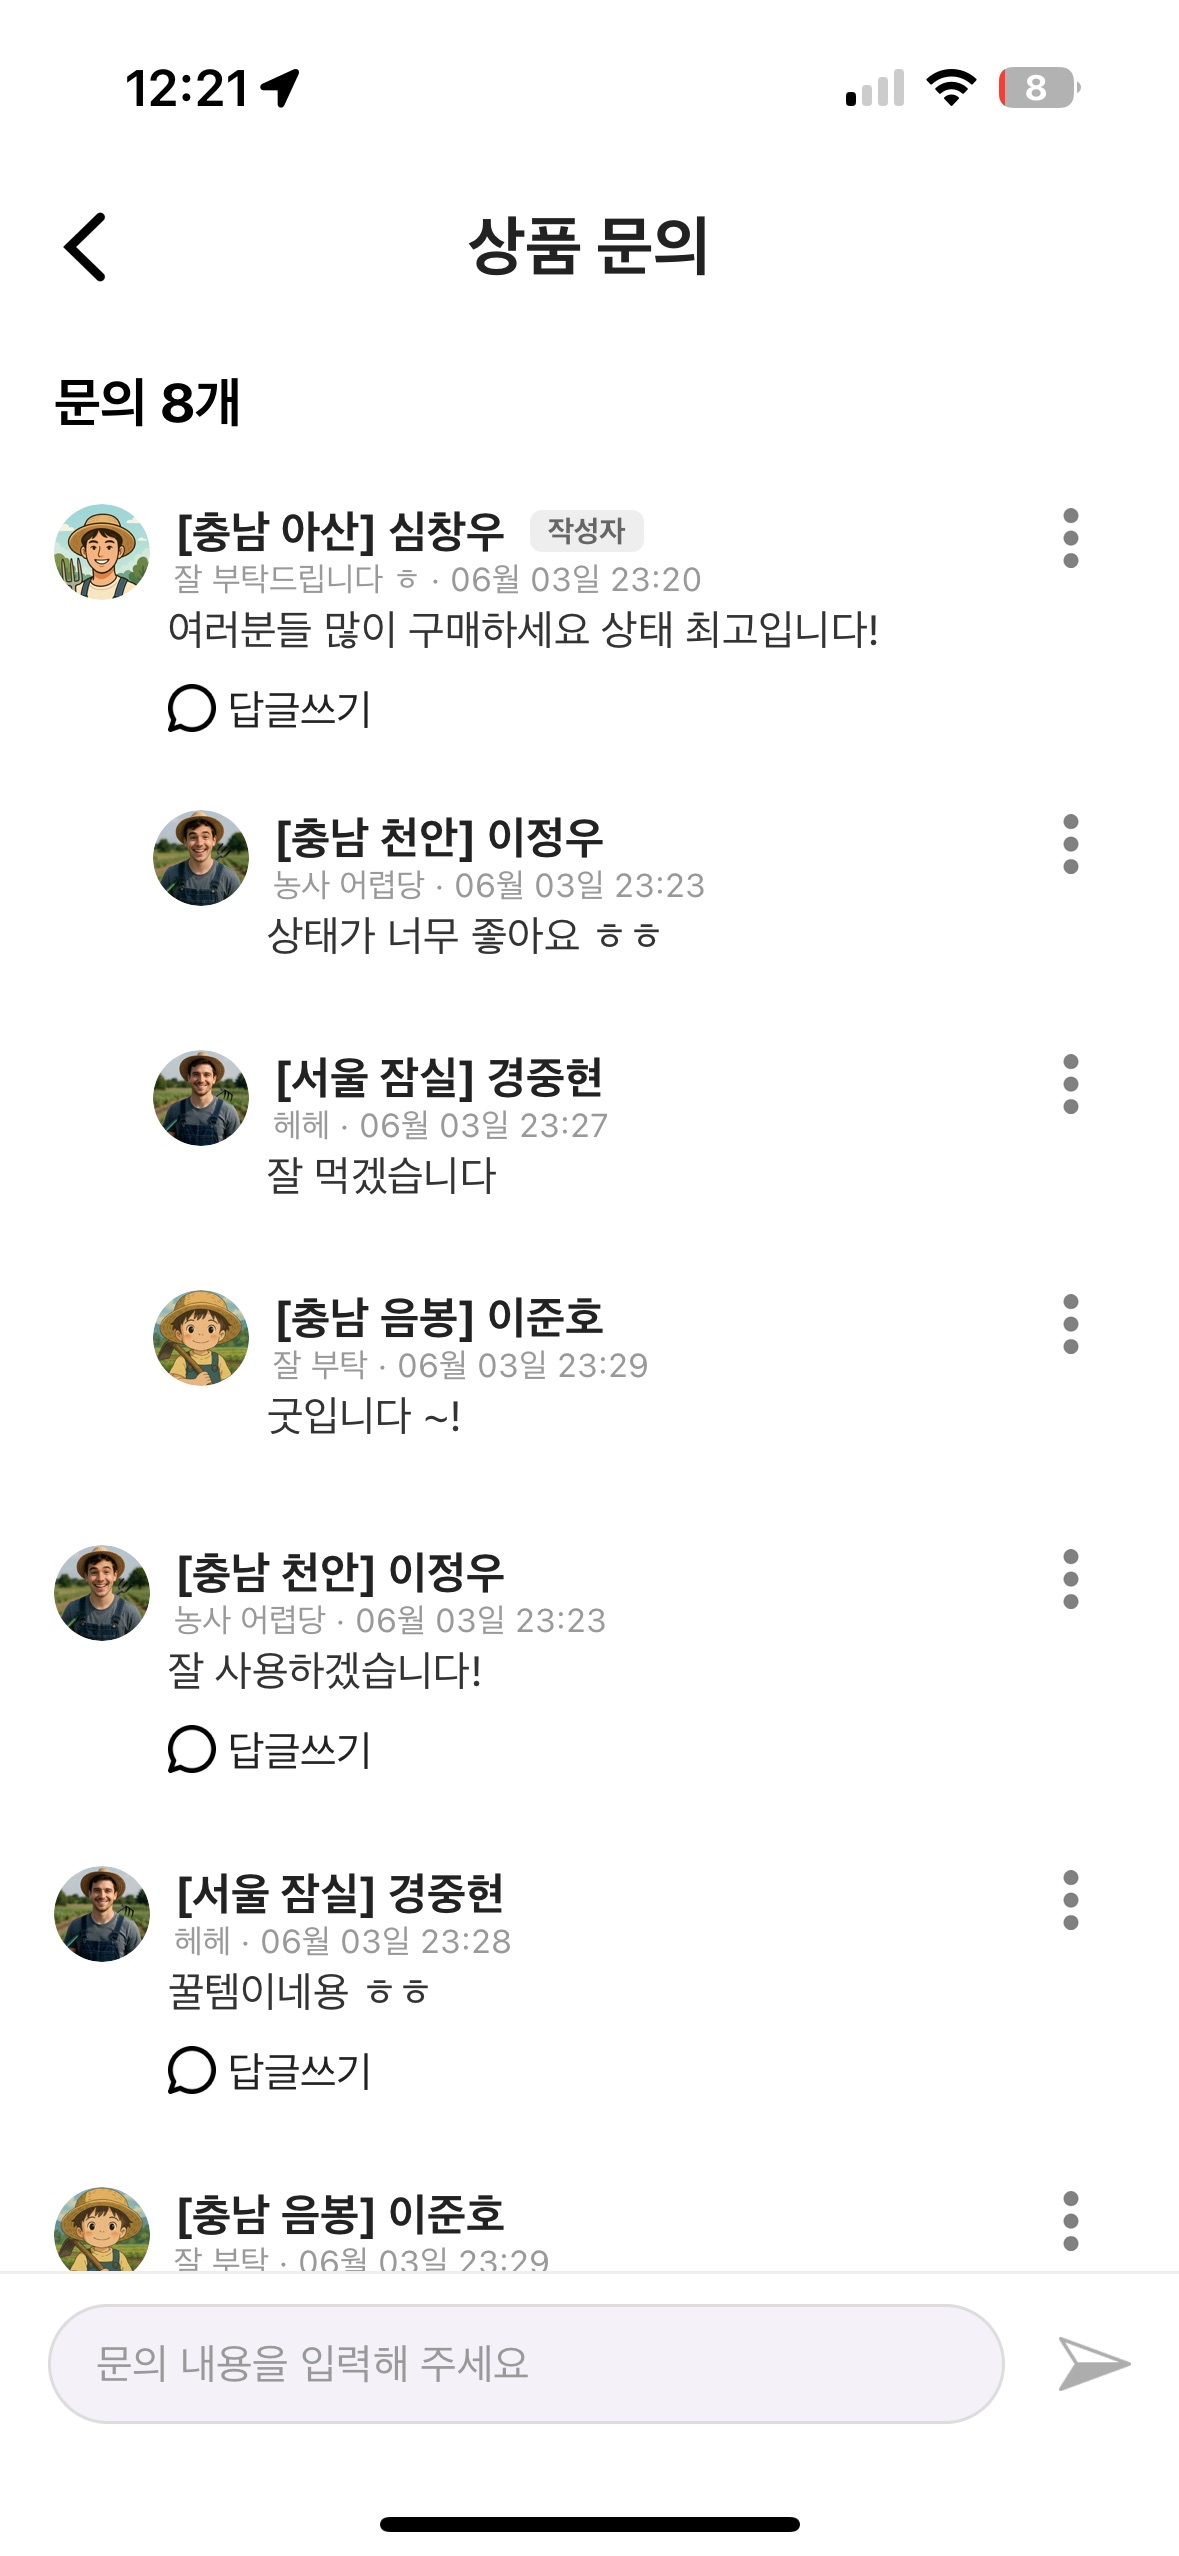 12:21
8
상품 문의
문의 8개
[충남 아산] 심창우 작성자
잘 부탁드립니다 ㅎ · 06월 03일 23:20
여러분들 많이 구매하세요 상태 최고입니다!
답글쓰기
[충남 천안] 이정우
농사 어렵당 · 06월 03일 23:23
상태가 너무 좋아요 ㅎㅎ
[서울 잠실] 경중현
헤헤 · 06월 03일 23:27
잘 먹겠습니다
[충남 음봉] 이준호
잘 부탁 · 06월 03일 23:29
굿입니다 ~!
[충남 천안] 이정우
농사 어렵당 · 06월 03일 23:23
잘 사용하겠습니다!
답글쓰기
[서울 잠실] 경중현
헤헤 · 06월 03일 23:28
꿀템이네용 ㅎㅎ
답글쓰기
[충남 음봉] 이준호
잘 부탁 · 06월 03일 23:29
문의 내용을 입력해 주세요